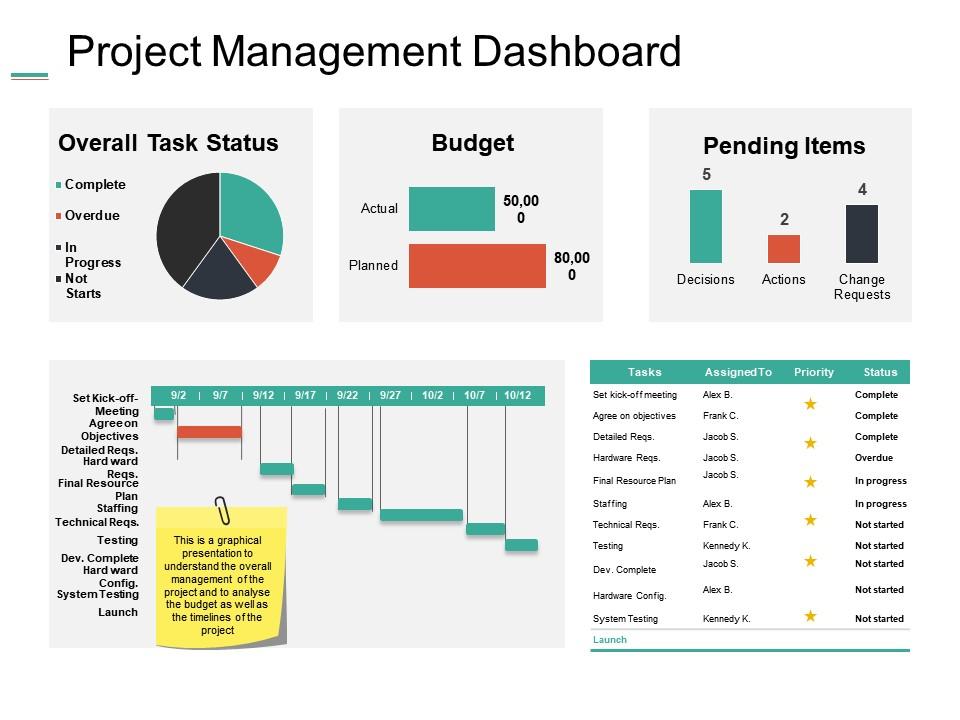 Project Management Dashboard
Overall Task Status
Complete
Overdue
In
Progress
Not
Starts
Budget
Actual
50,00
0
Planned
80,00
0
Pending Items
5
2
4
Decisions
Actions
Change
Requests
9/2 | 9/7 | 9/12 | 9/17 | 9/22 | 9/27 | 10/2 | 10/7 | 10/12
Set Kick-off-
Meeting
Agree on
Objectives
Detailed Reqs.
Hard ward
Reqs.
Final Resource
Plan
Staffing
Technical Reqs.
Testing
Dev. Complete
Hard ward
Config.
System Testing
Launch
This is a graphical
presentation to
understand the overall
management of the
project and to analyse
the budget as well as
the timelines of the
project
Tasks Assigned To Priority Status
Set kick-off meeting Alex B. Complete
Agree on objectives Frank C. Complete
Detailed Reqs. Jacob S. Complete
Hardware Reqs. Jacob S. Overdue
Final Resource Plan Jacob S. In progress
Staffing Alex B. In progress
Technical Reqs. Frank C. Not started
Testing Kennedy K. Not started
Dev. Complete Jacob S. Not started
Hardware Config. Alex B. Not started
System Testing Kennedy K. Not started
Launch